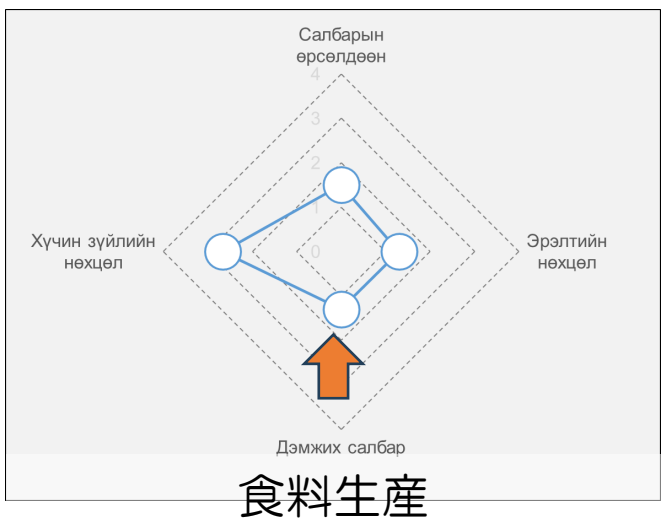 Салбарын
өрсөлдөөн
4
3
2
1
0
Хүчин зүйлийн
нөхцөл
Эрэлтийн
нөхцөл
Дэмжих салбар
食料生産